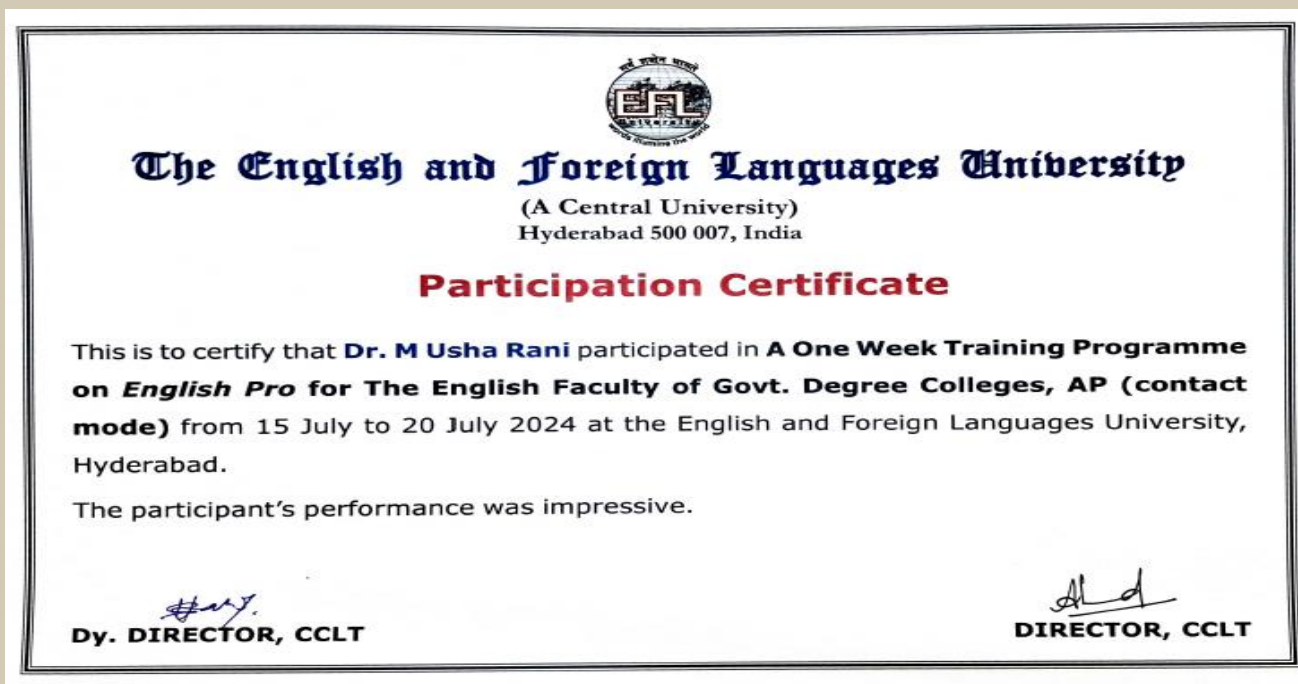 EFL
The English and Foreign Languages University
(A Central University)
Hyderabad 500 007, India
Participation Certificate
This is to certify that Dr. M Usha Rani participated in A One Week Training Programme
on English Pro for The English Faculty of Govt. Degree Colleges, AP (contact
mode) from 15 July to 20 July 2024 at the English and Foreign Languages University,
Hyderabad.
The participant's performance was impressive.
Dy. DIRECTOR, CCLT
DIRECTOR, CCLT